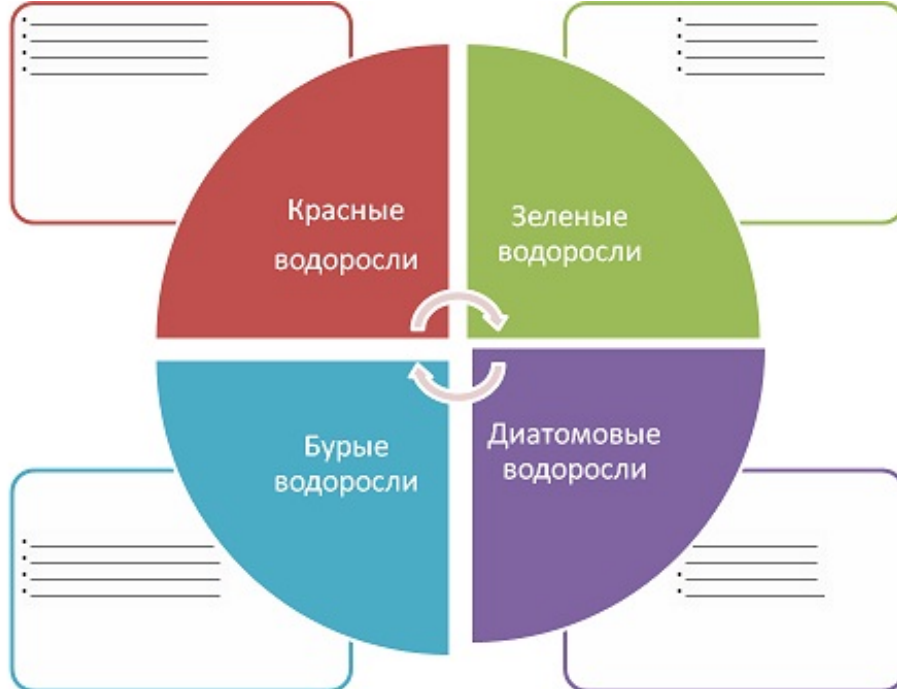 Красные
водоросли
Зеленые
водоросли
Бурые
водоросли
Диатомовые
водоросли